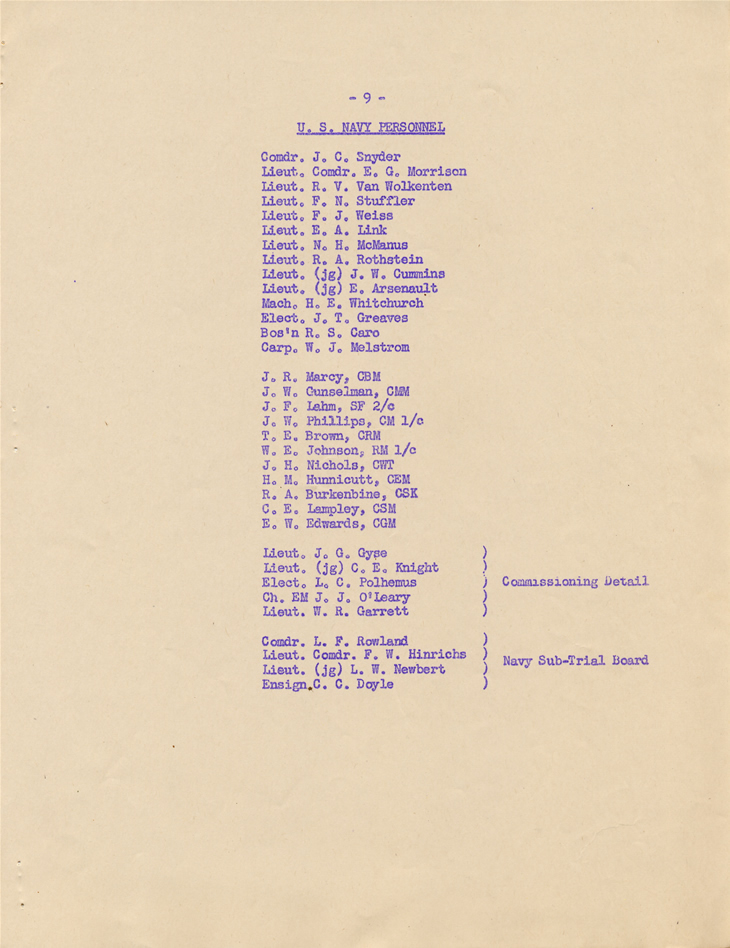 - 9 -
U. S. NAVY PERSONNEL
Comdr. J. C. Snyder
Lieut. Comdr. E. G. Morrison
Lieut. R. V. Van Wolkenten
Lieut. F. N. Stuffler
Lieut. F. J. Weiss
Lieut. E. A. Link
Lieut. N. H. McManus
Lieut. R. A. Rothstein
Lieut. (jg) J. W. Cummins
Lieut. (jg) E. Arsenault
Mach. H. E. Whitchurch
Elect. J. T. Greaves
Bos'n R. S. Caro
Carp. W. J. Melstrom
J. R. Marcy, CBM
J. W. Gunselman, CMM
J. F. Lahm, SF 2/c
J. W. Phillips, CM 1/c
T. E. Brown, CRM
W. E. Johnson, RM 1/c
J. H. Nichols, CWT
H. M. Hunnicutt, CEM
R. A. Burkenbine, CSK
C. E. Lampley, CSM
E. W. Edwards, CGM
Lieut. J. G. Gyse )
Lieut. (jg) C. E. Knight )
Elect. L. C. Polhemus ) Commissioning Detail
Ch. EM J. J. O'Leary )
Lieut. W. R. Garrett )
Comdr. L. F. Rowland )
Lieut. Comdr. F. W. Hinrichs ) Navy Sub-Trial Board
Lieut. (jg) L. W. Newbert )
Ensign.C. C. Doyle )